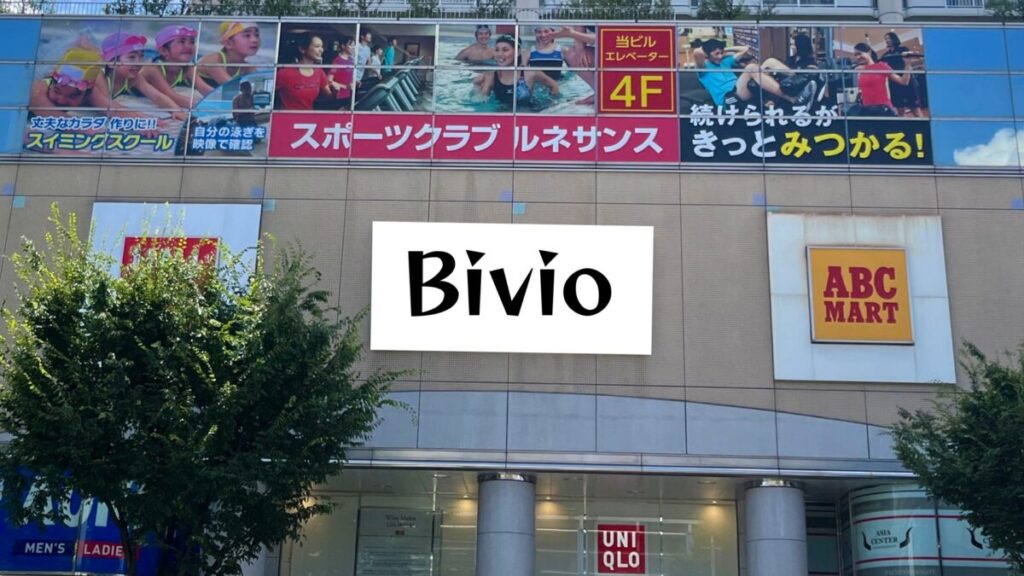 丈夫なカラダ 作りに!!
スイミングスクール
自分の泳ぎを
映像で確認
スポーツクラブ ルネサンス
当ビル
エレベーター
4F
続けられるが
きっとみつかる!
Bivio
ABC
MART
MEN'S
LADIE
UNI
QLO
ASIA
CENTER